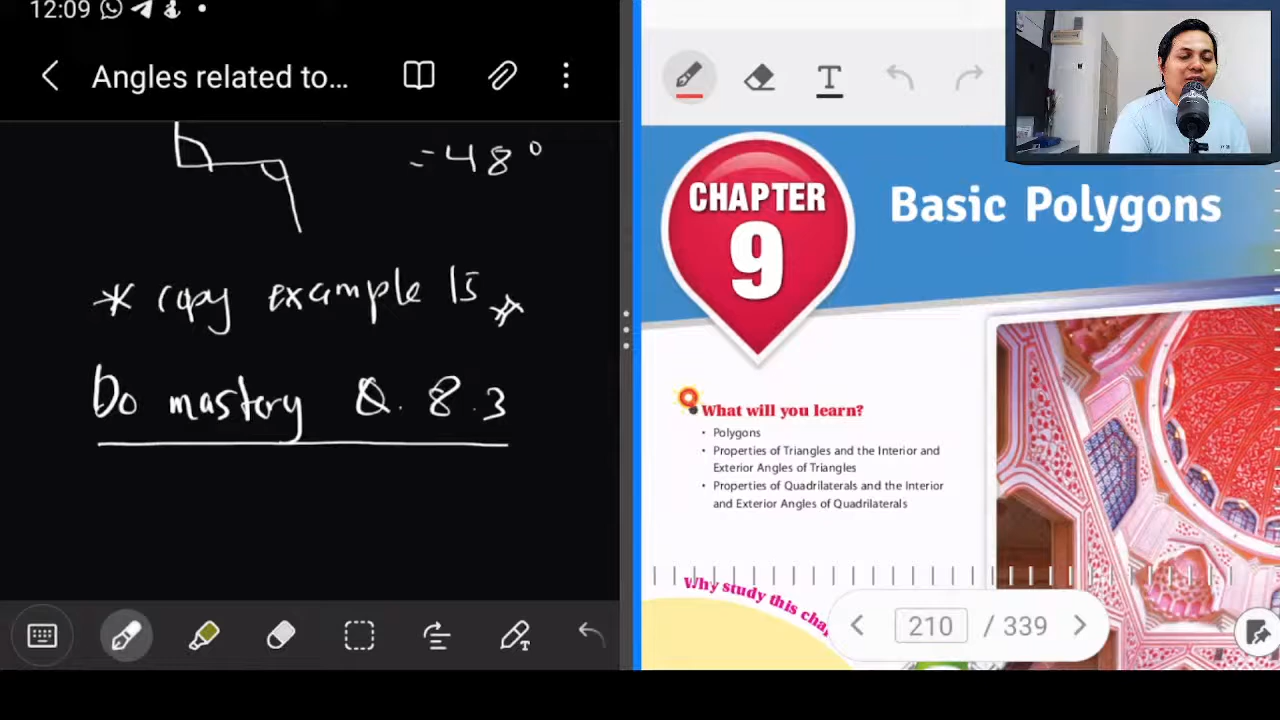 12:09
Angles related to...
= 48°
* copy example 15 *
Do mastery Q. 8.3
T
CHAPTER
9
Basic Polygons
What will you learn?
• Polygons
• Properties of Triangles and the Interior and
Exterior Angles of Triangles
• Properties of Quadrilaterals and the Interior
and Exterior Angles of Quadrilaterals
Why study this chap
210 / 339